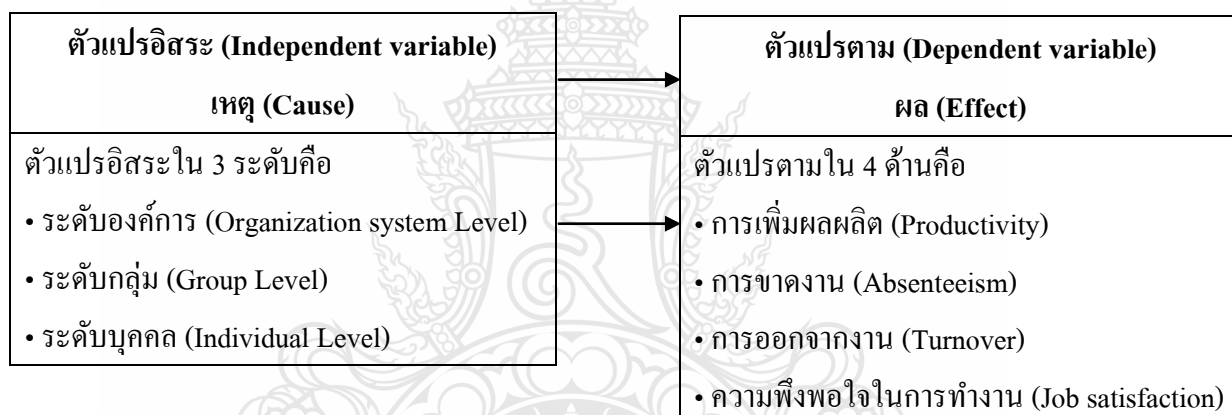 ตัวแปรอิสระ (Independent variable)
เหตุ (Cause)
ตัวแปรอิสระใน 3 ระดับคือ
• ระดับองค์การ (Organization system Level)
• ระดับกลุ่ม (Group Level)
• ระดับบุคคล (Individual Level)
ตัวแปรตาม (Dependent variable)
ผล (Effect)
ตัวแปรตามใน 4 ด้านคือ
• การเพิ่มผลผลิต (Productivity)
• การขาดงาน (Absenteeism)
• การออกจากงาน (Turnover)
• ความพึงพอใจในการทำงาน (Job satisfaction)